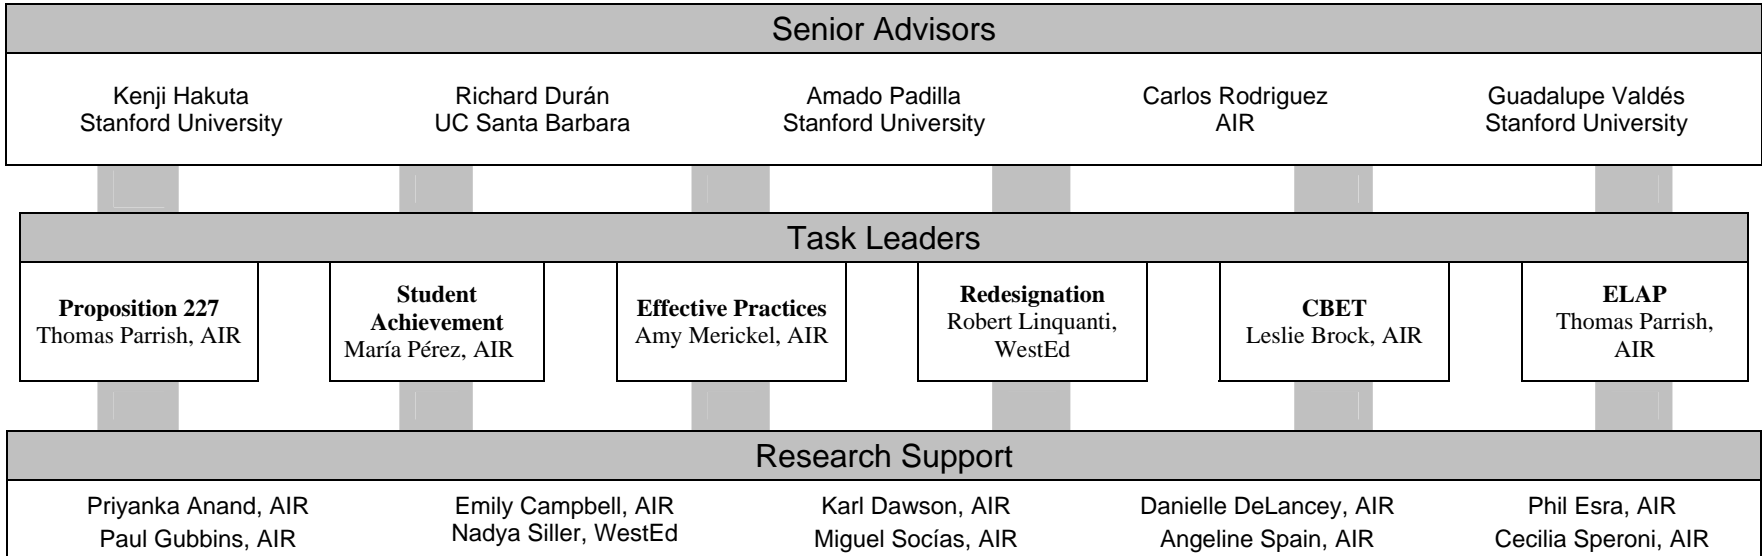 Senior Advisors
Kenji Hakuta
Stanford University
Richard Durán
UC Santa Barbara
Amado Padilla
Stanford University
Carlos Rodriguez
AIR
Guadalupe Valdés
Stanford University
Task Leaders
Proposition 227
Thomas Parrish, AIR
Student
Achievement
María Pérez, AIR
Effective Practices
Amy Merickel, AIR
Redesignation
Robert Linquanti,
WestEd
CBET
Leslie Brock, AIR
ELAP
Thomas Parrish,
AIR
Research Support
Priyanka Anand, AIR
Emily Campbell, AIR
Karl Dawson, AIR
Danielle DeLancey, AIR
Phil Esra, AIR
Paul Gubbins, AIR
Nadya Siller, WestEd
Miguel Socías, AIR
Angeline Spain, AIR
Cecilia Speroni, AIR